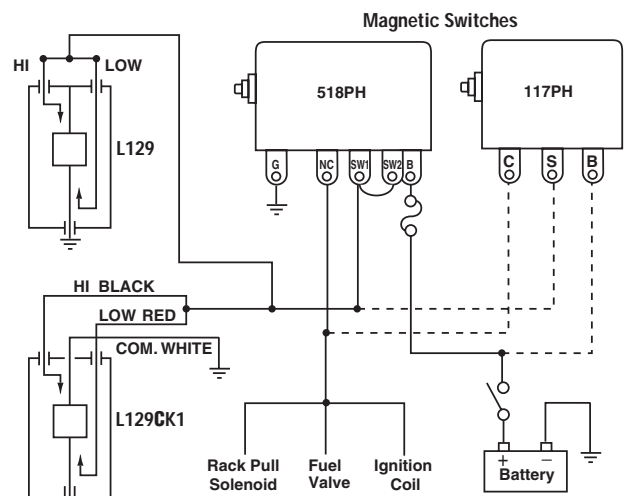 Magnetic Switches
HI
LOW
L129
518PH
117PH
G
NC
SW1
SW2
B
C
S
B
HI BLACK
LOW RED
COM. WHITE
L129CK1
Rack Pull
Solenoid
Fuel
Valve
Ignition
Coil
+
–
Battery